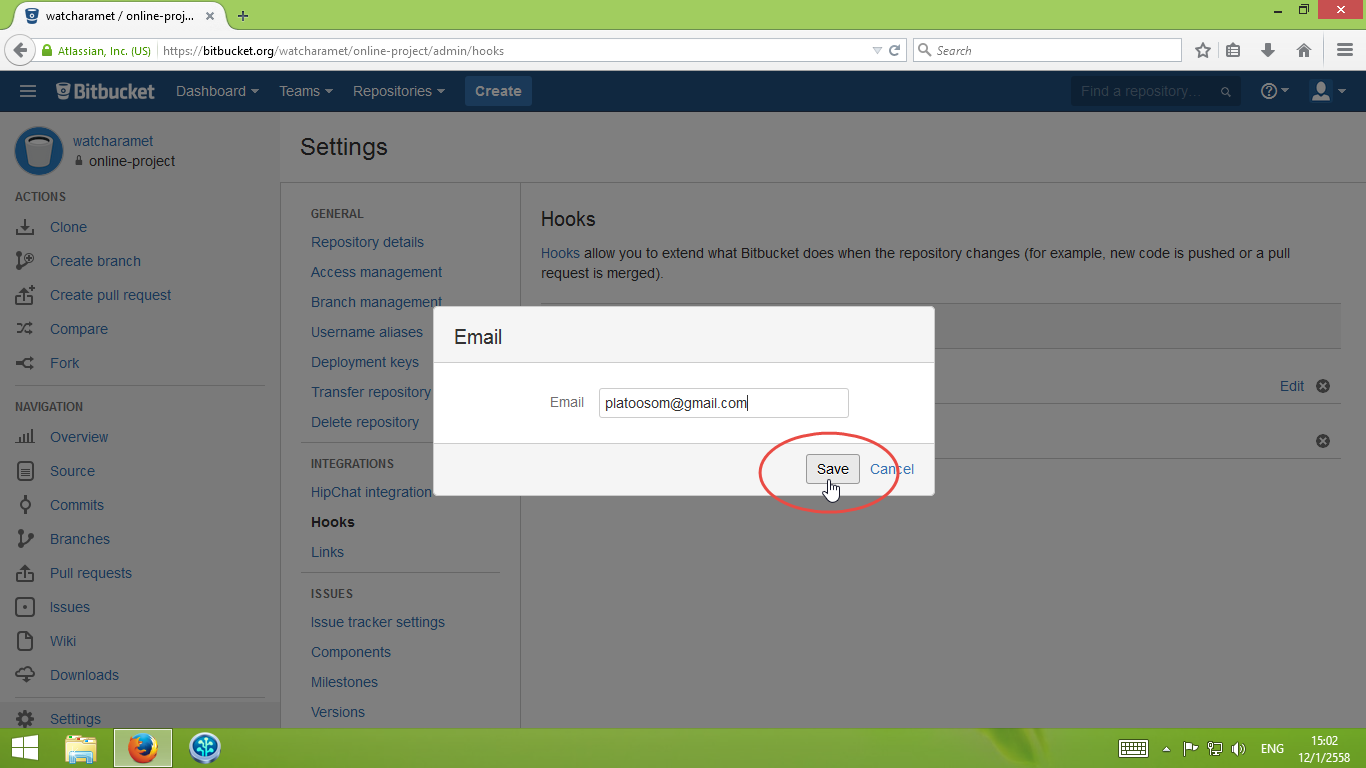 watcharamet / online-proj...
Atlassian, Inc. (US)
https://bitbucket.org/watcharamet/online-project/admin/hooks
Search
Bitbucket
Dashboard
Teams
Repositories
Create
Find a repository...
watcharamet
online-project
ACTIONS
Clone
Create branch
Create pull request
Compare
Fork
NAVIGATION
Overview
Source
Commits
Branches
Pull requests
Issues
Wiki
Downloads
Settings
Settings
GENERAL
Repository details
Access management
Branch management
Username aliases
Deployment keys
Transfer repository
Delete repository
INTEGRATIONS
HipChat integration
Hooks
Links
ISSUES
Issue tracker settings
Components
Milestones
Versions
Hooks
Hooks allow you to extend what Bitbucket does when the repository changes (for example, new code is pushed or a pull
request is merged).
Edit
Email
Email
platoosom@gmail.com
Save
Cancel
ENG
15:02
12/1/2558